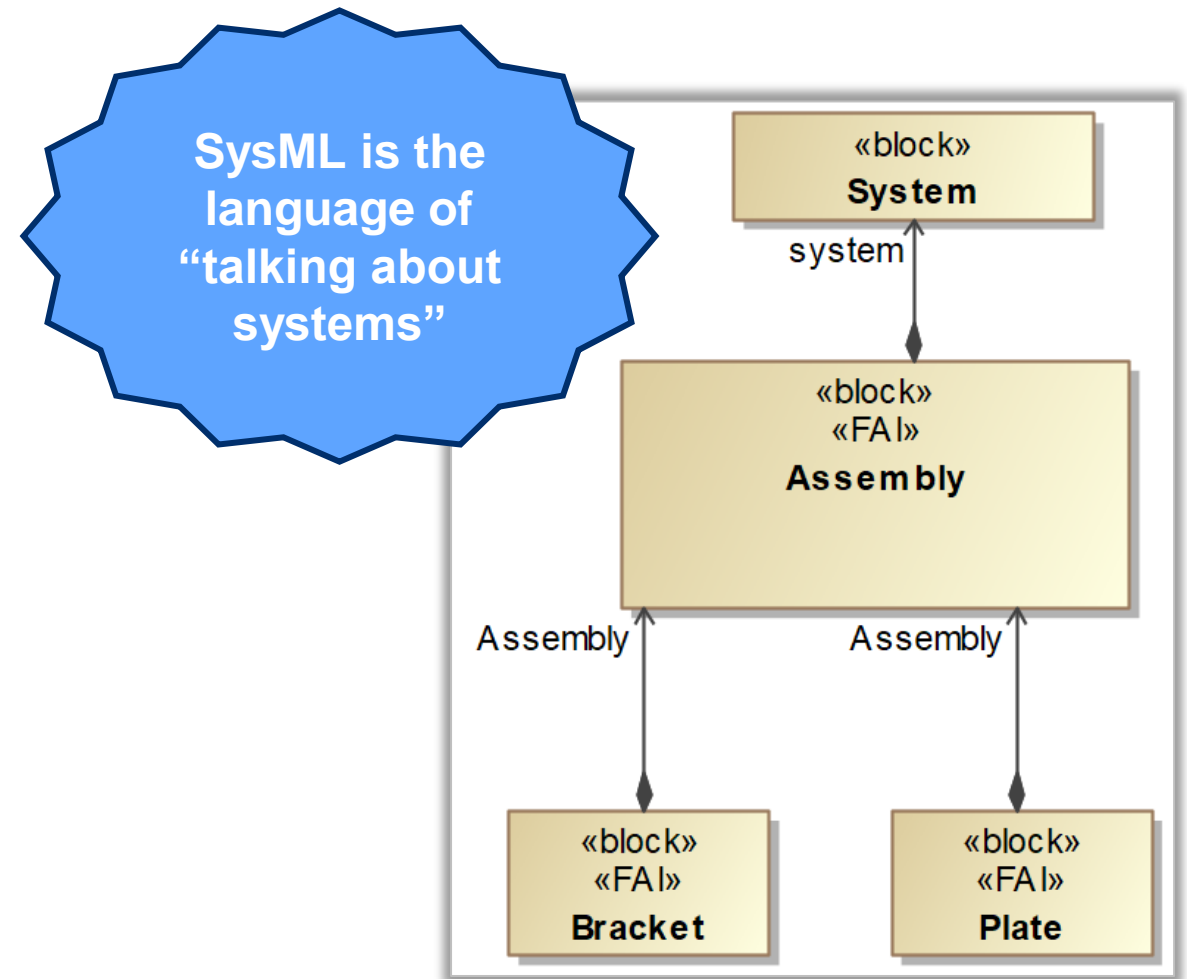 SysML is the
language of
“talking about
systems”
«block»
System
system
«block»
«FAI»
Assembly
Assembly
Assembly
«block»
«FAI»
Bracket
«block»
«FAI»
Plate